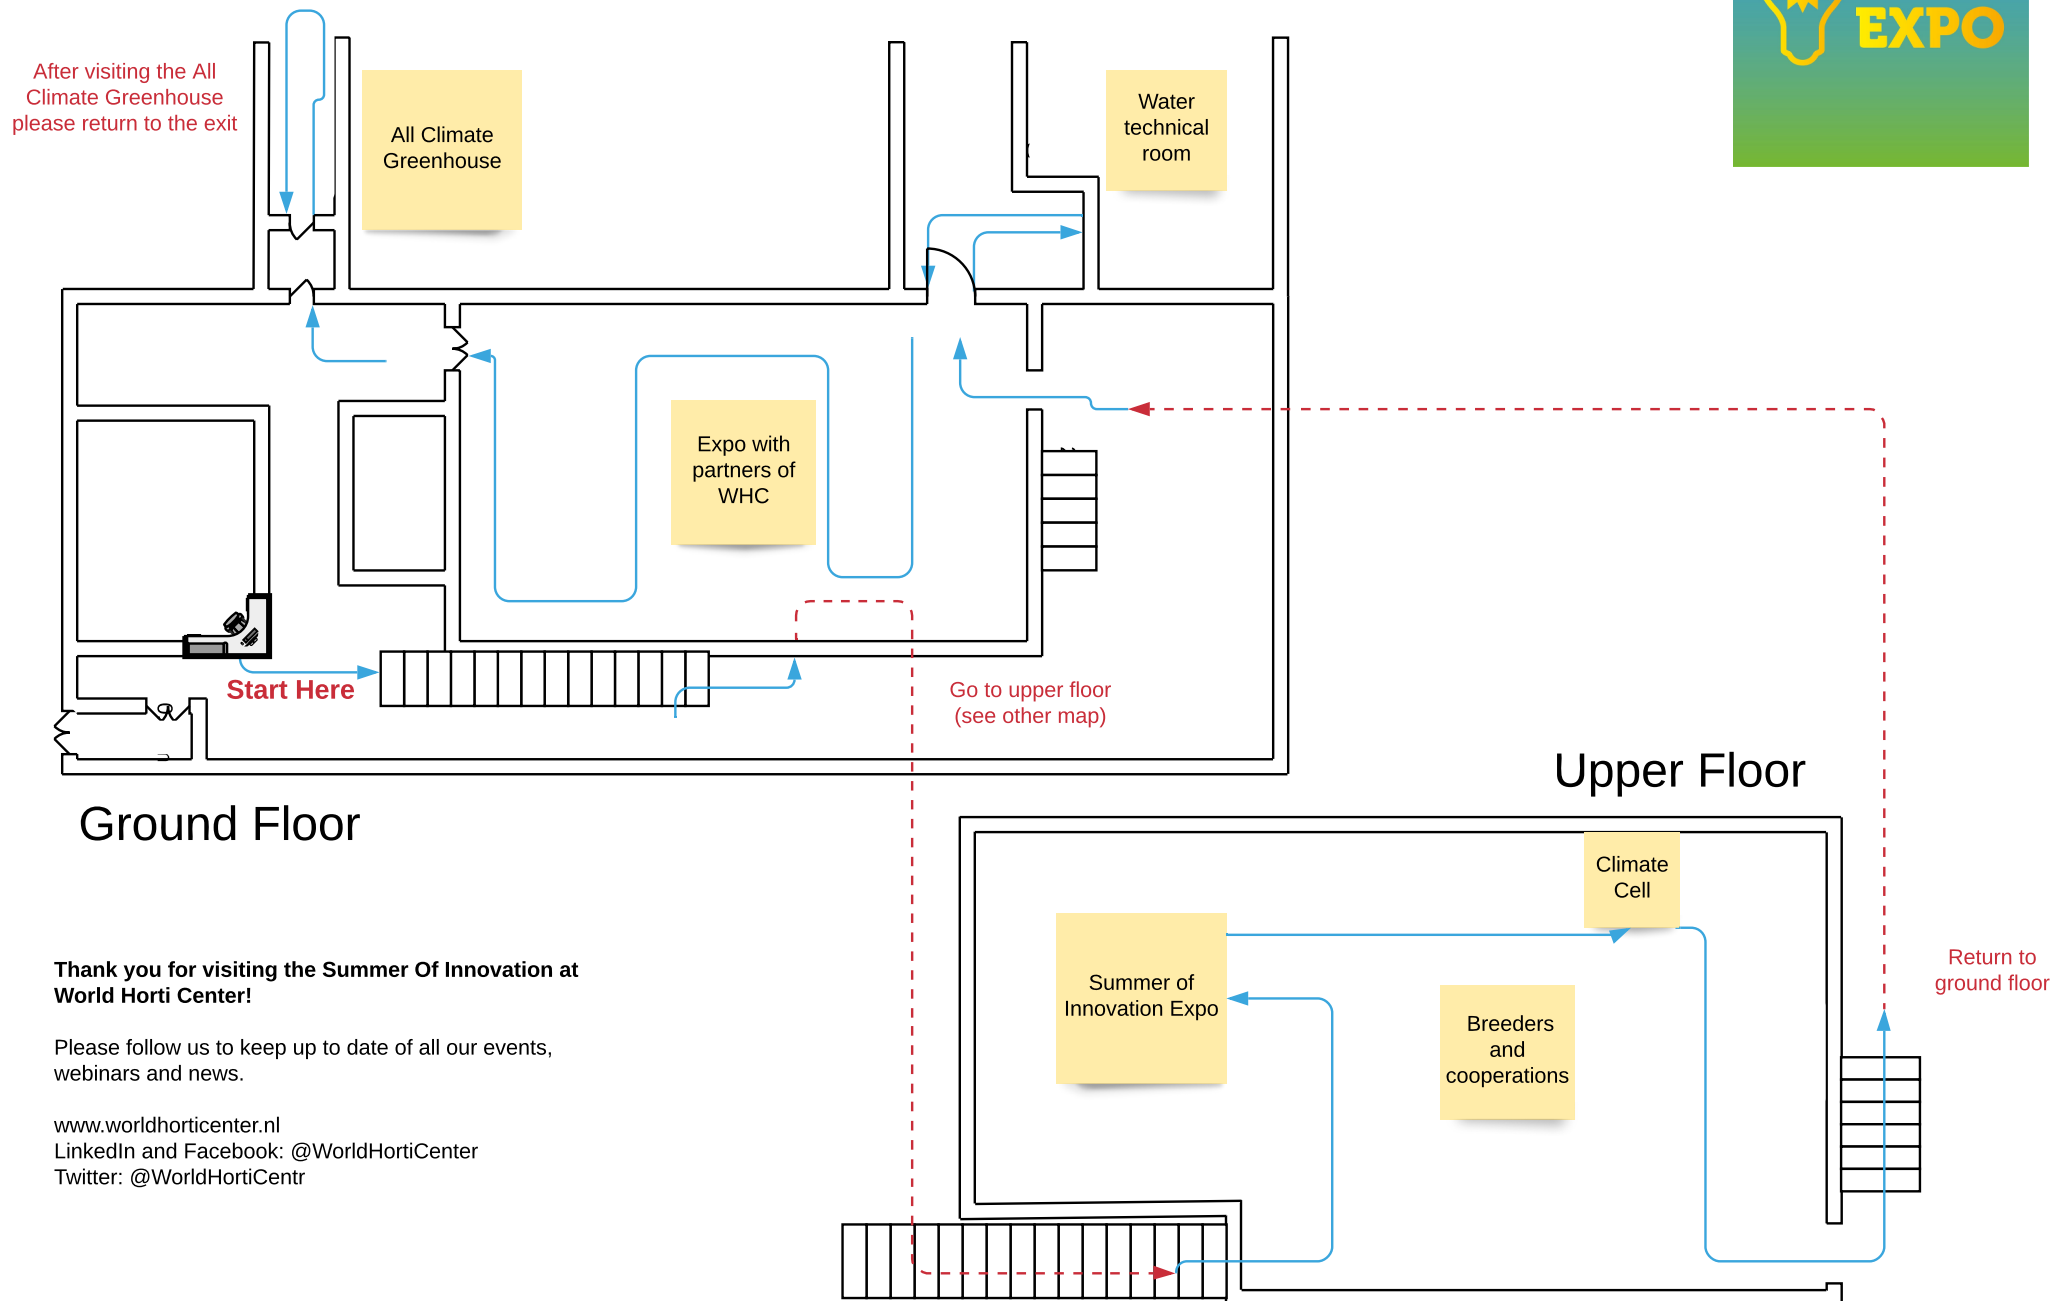 EXPO
After visiting the All
Climate Greenhouse
please return to the exit
All Climate
Greenhouse
Water
technical
room
Expo with
partners of
WHC
Start Here
Go to upper floor
(see other map)
Ground Floor
Upper Floor
Climate
Cell
Summer of
Innovation Expo
Breeders
and
cooperations
Return to
ground floor
Thank you for visiting the Summer Of Innovation at
World Horti Center!
Please follow us to keep up to date of all our events,
webinars and news.
www.worldhorticenter.nl
LinkedIn and Facebook: @WorldHortiCenter
Twitter: @WorldHortiCentr